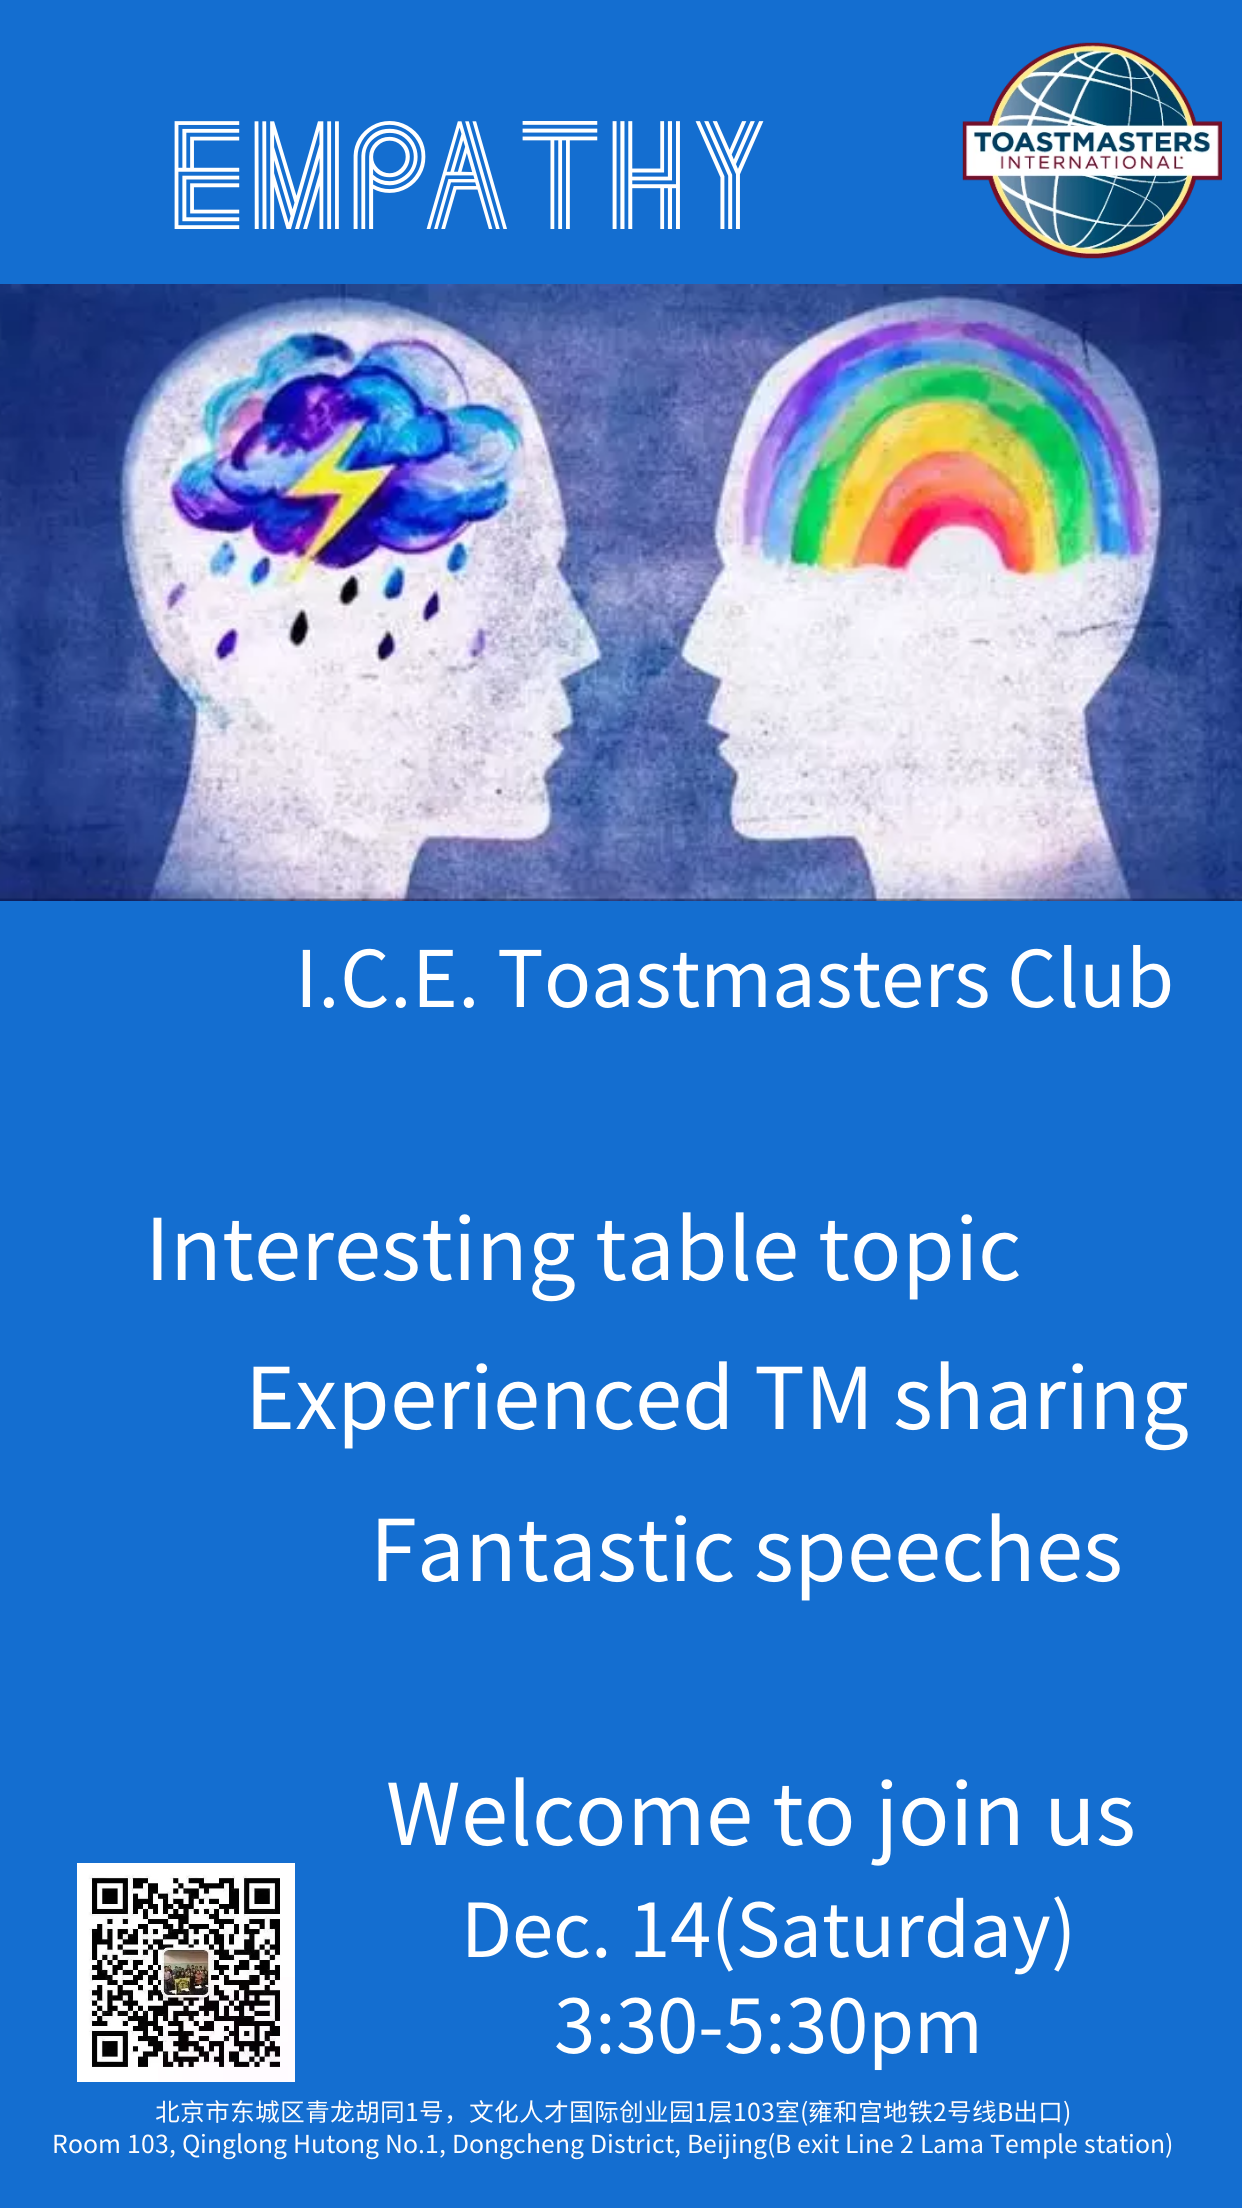 EMPATHY
TOASTMASTERS
INTERNATIONAL
I.C.E. Toastmasters Club
Interesting table topic
Experienced TM sharing
Fantastic speeches
Welcome to join us
Dec. 14(Saturday)
3:30-5:30pm
北京市东城区青龙胡同1号，文化人才国际创业园1层103室(雍和宫地铁2号线B出口)
Room 103, Qinglong Hutong No.1, Dongcheng District, Beijing(B exit Line 2 Lama Temple station)